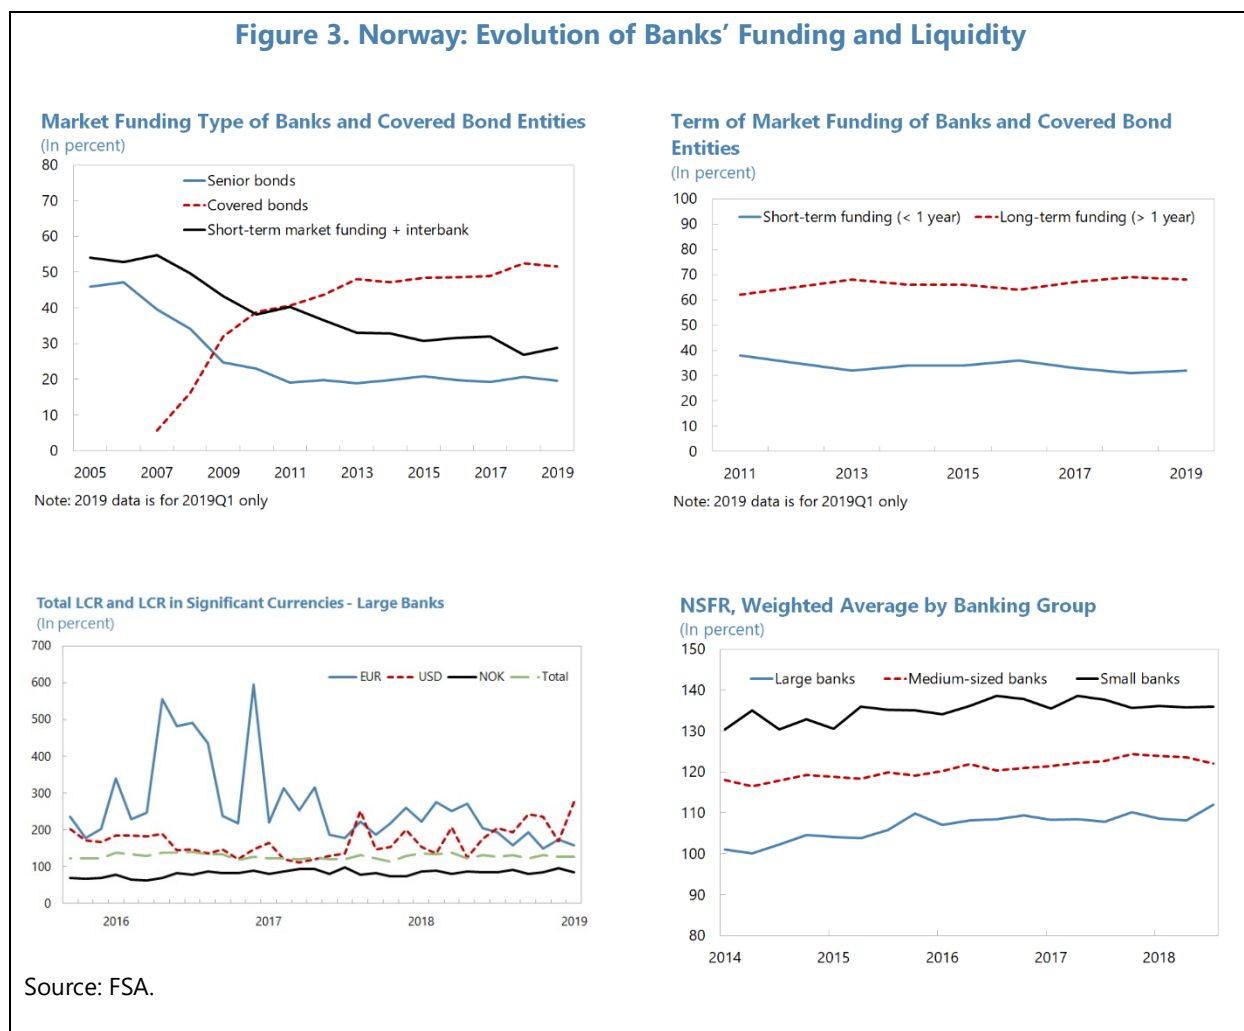 Figure 3. Norway: Evolution of Banks’ Funding and Liquidity
Market Funding Type of Banks and Covered Bond Entities
(In percent)
80
70
60
50
40
30
20
10
0
Senior bonds
Covered bonds
Short-term market funding + interbank
2005 2007 2009 2011 2013 2015 2017 2019
Note: 2019 data is for 2019Q1 only
Term of Market Funding of Banks and Covered Bond
Entities
(In percent)
100
90
80
70
60
50
40
30
20
10
0
Short-term funding (< 1 year) Long-term funding (> 1 year)
2011 2013 2015 2017 2019
Note: 2019 data is for 2019Q1 only
Total LCR and LCR in Significant Currencies - Large Banks
(In percent)
700
600
500
400
300
200
100
0
EUR USD NOK Total
2016 2017 2018 2019
NSFR, Weighted Average by Banking Group
(In percent)
150
140
130
120
110
100
90
80
Large banks Medium-sized banks Small banks
2014 2015 2016 2017 2018
Source: FSA.